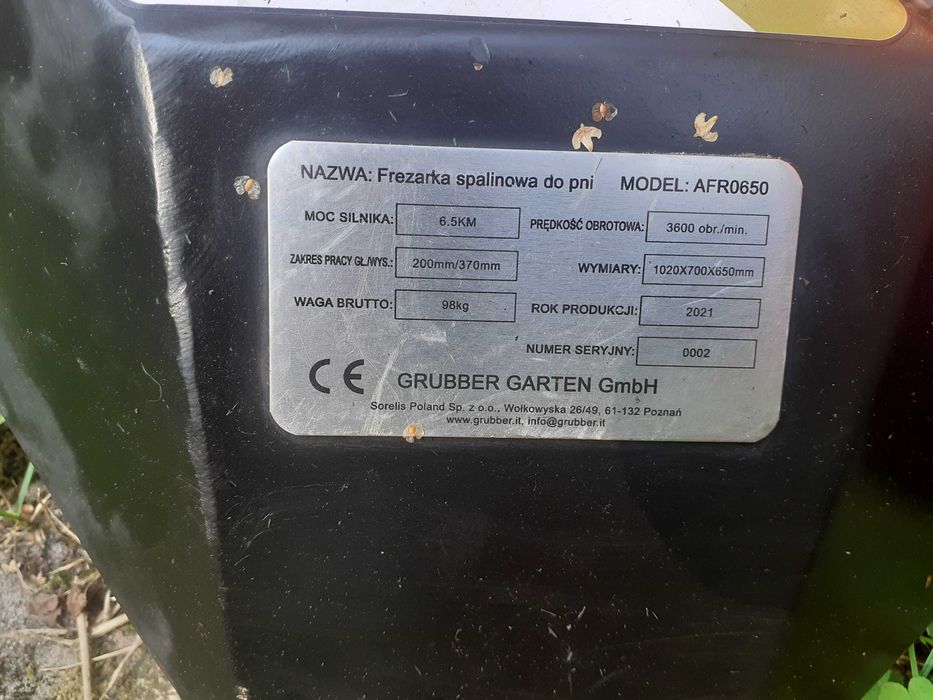 NAZWA: Frezarka spalinowa do pni MODEL: AFR0650
MOC SILNIKA: 6.5KM PRĘDKOŚĆ OBROTOWA: 3600 obr./min.
ZAKRES PRACY GŁ./WYS.: 200mm/370mm WYMIARY: 1020X700X650mm
WAGA BRUTTO: 98kg ROK PRODUKCJI: 2021
NUMER SERYJNY: 0002
CE GRUBBER GARTEN GmbH
Sorelis Poland Sp. z o.o., Wołkowyska 26/49, 61-132 Poznań
www.grubber.it, info@grubber.it